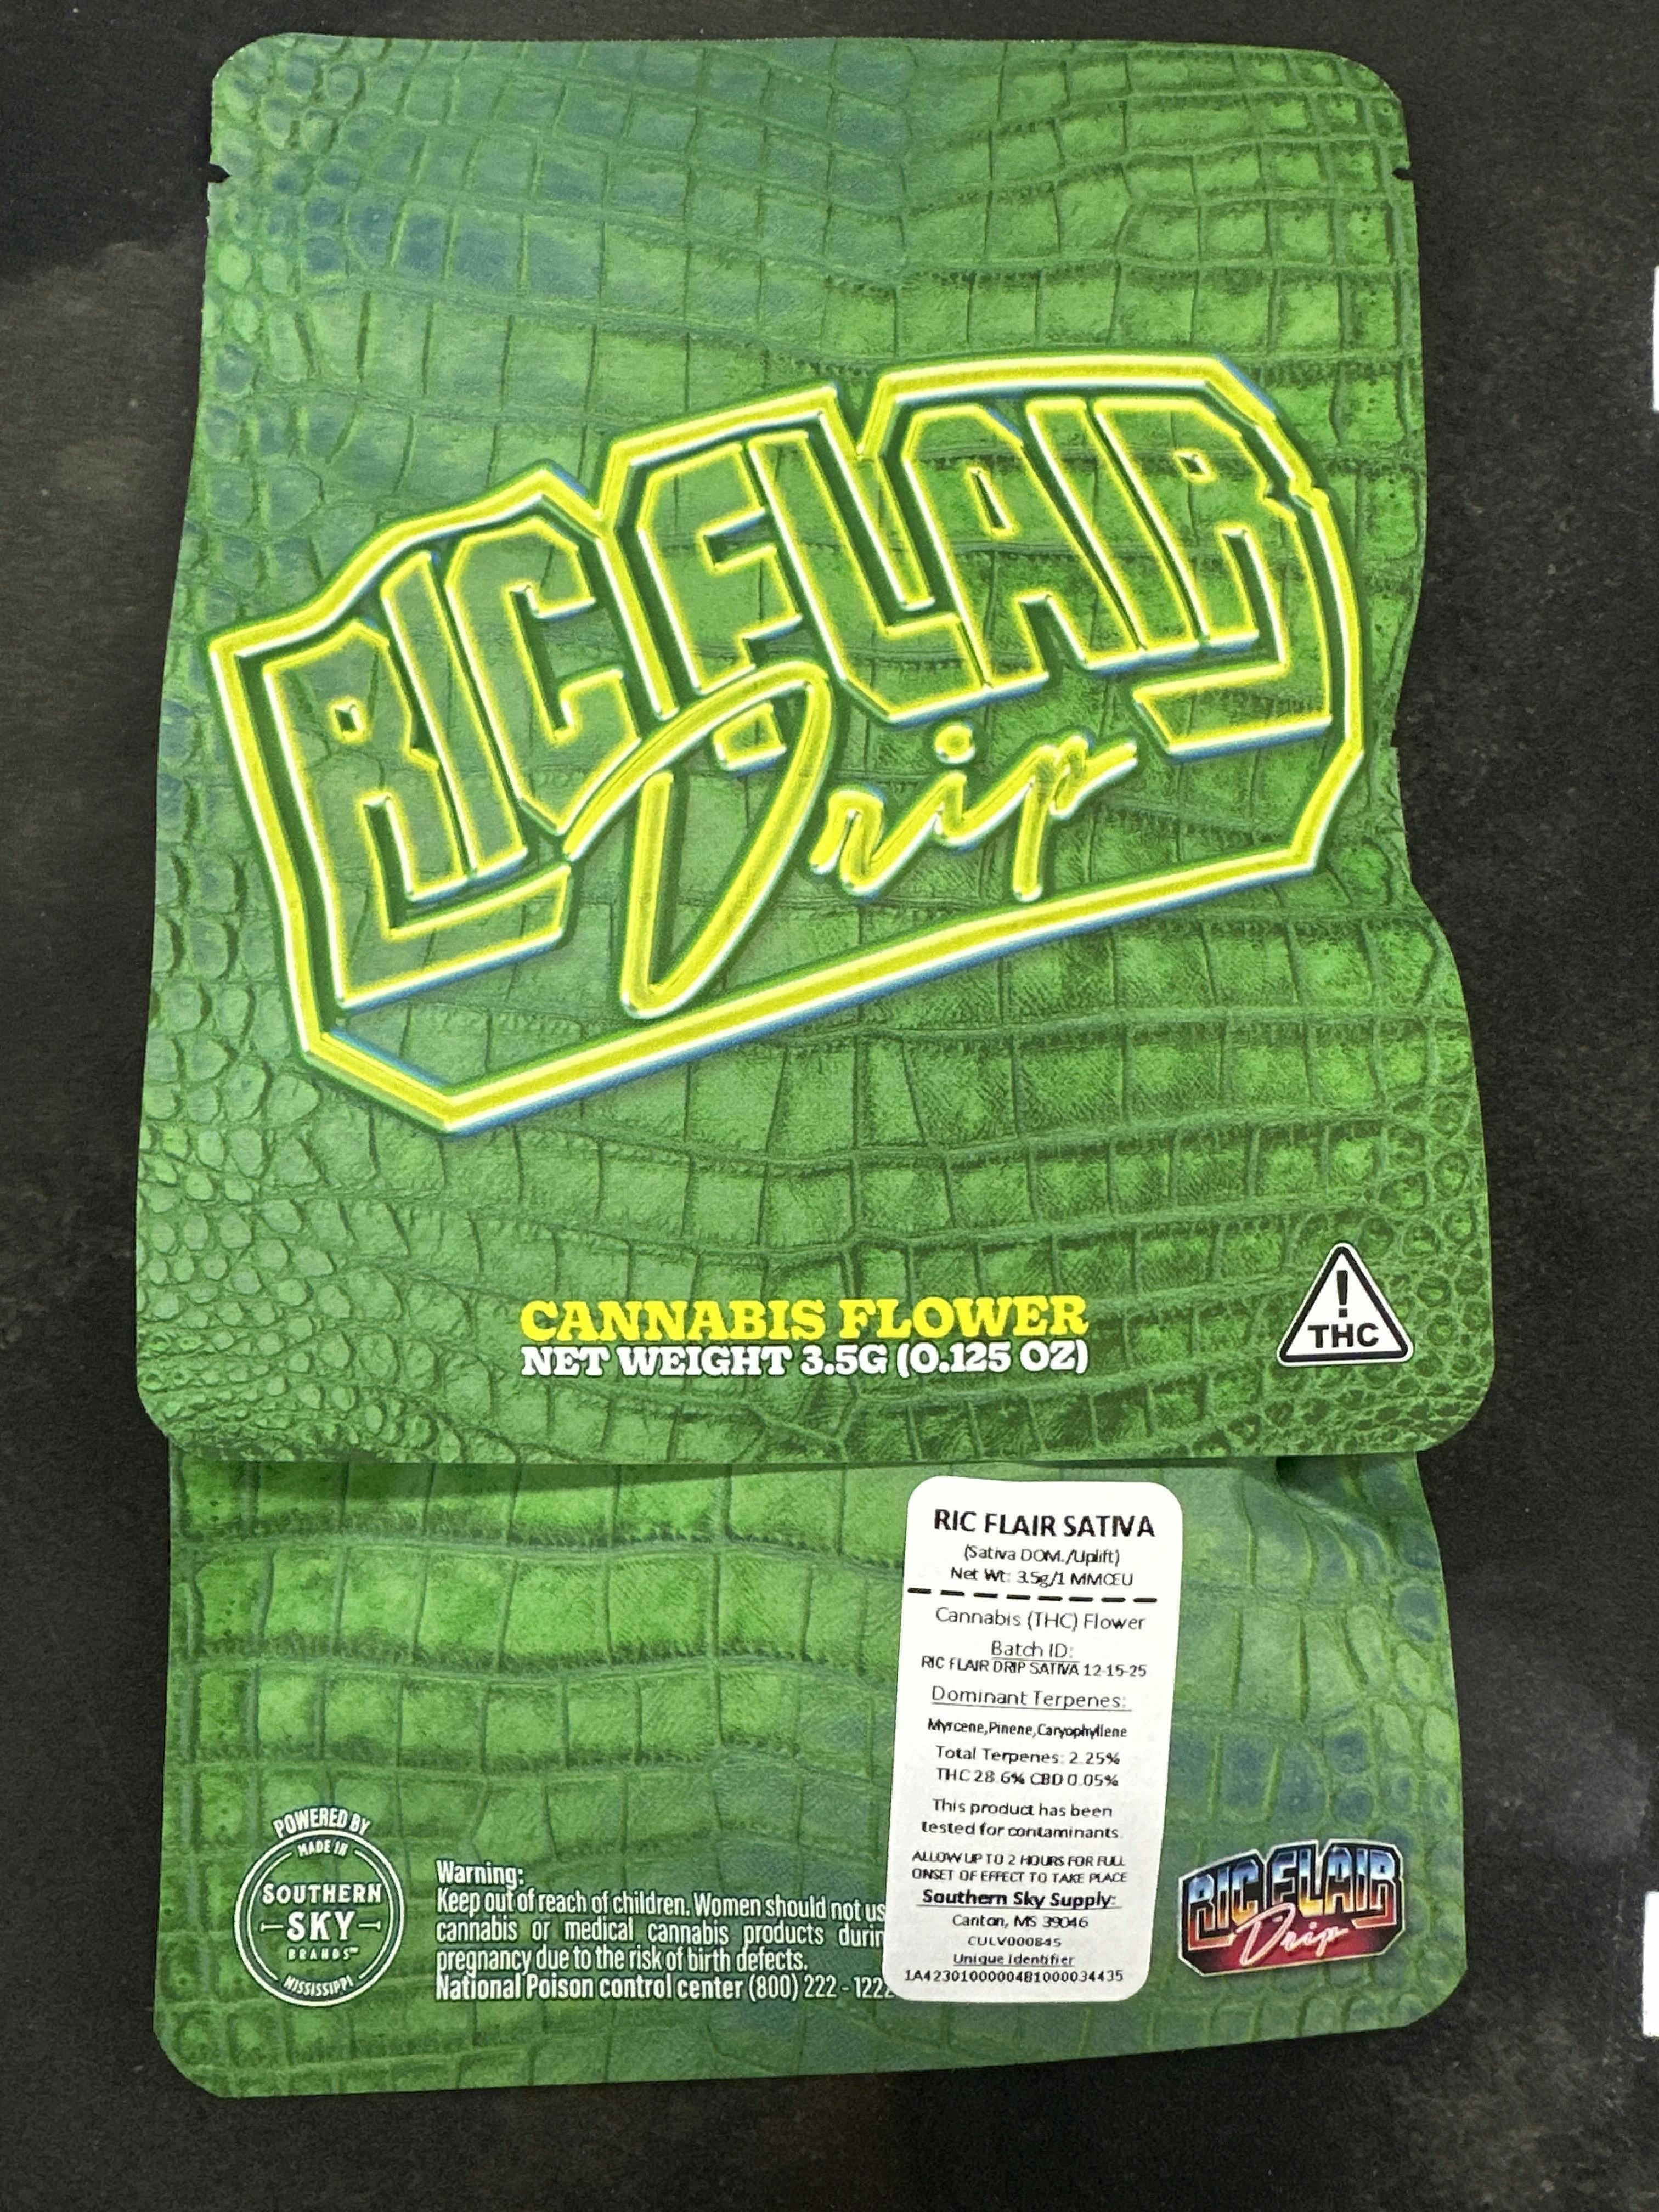 RIC FLAIR
Drip
CANNABIS FLOWER
NET WEIGHT 3.5G (0.125 OZ)
!
THC
RIC FLAIR SATIVA
(Sativa DOM./Uplift)
Net Wt: 3.5g/1 MMCEU
Cannabis (THC) Flower
Batch ID:
RIC FLAIR DRIP SATIVA 12-15-25
Dominant Terpenes:
Myrcene,Pinene,Caryophyllene
Total Terpenes: 2.25%
THC 28.6% CBD 0.05%
This product has been
tested for contaminants.
ALLOW UP TO 2 HOURS FOR FULL
ONSET OF EFFECT TO TAKE PLACE
Southern Sky Supply:
Canton, MS 39046
CULV000845
Unique Identifier
1A4230100000481000034435
POWERED BY
MADE IN
SOUTHERN
SKY
BRANDS™
MISSISSIPPI
Warning:
Keep out of reach of children. Women should not us
cannabis or medical cannabis products durin
pregnancy due to the risk of birth defects.
National Poison control center (800) 222 - 1222
RIC FLAIR
Drip